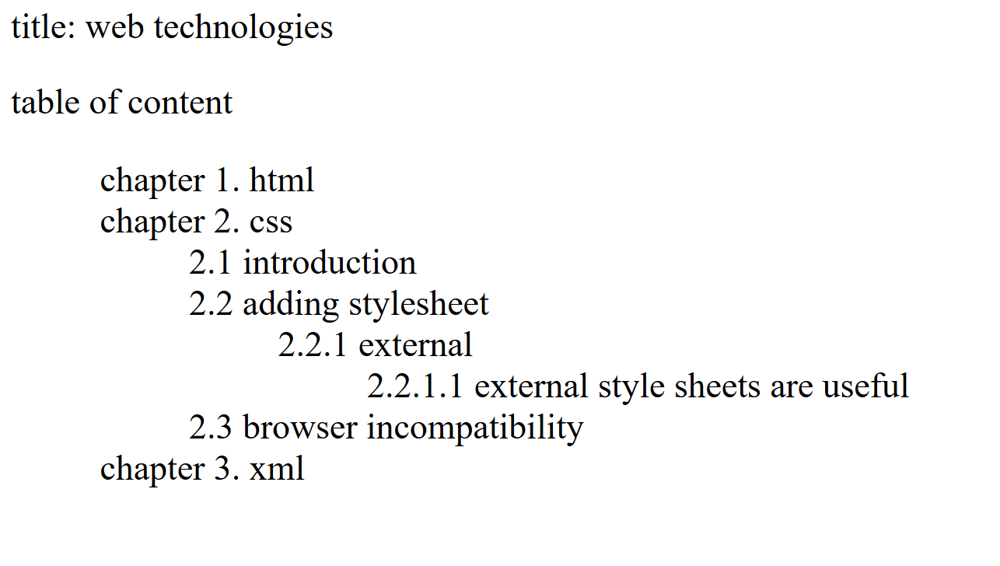 title: web technologies
table of content
chapter 1. html
chapter 2. css
2.1 introduction
2.2 adding stylesheet
2.2.1 external
2.2.1.1 external style sheets are useful
2.3 browser incompatibility
chapter 3. xml